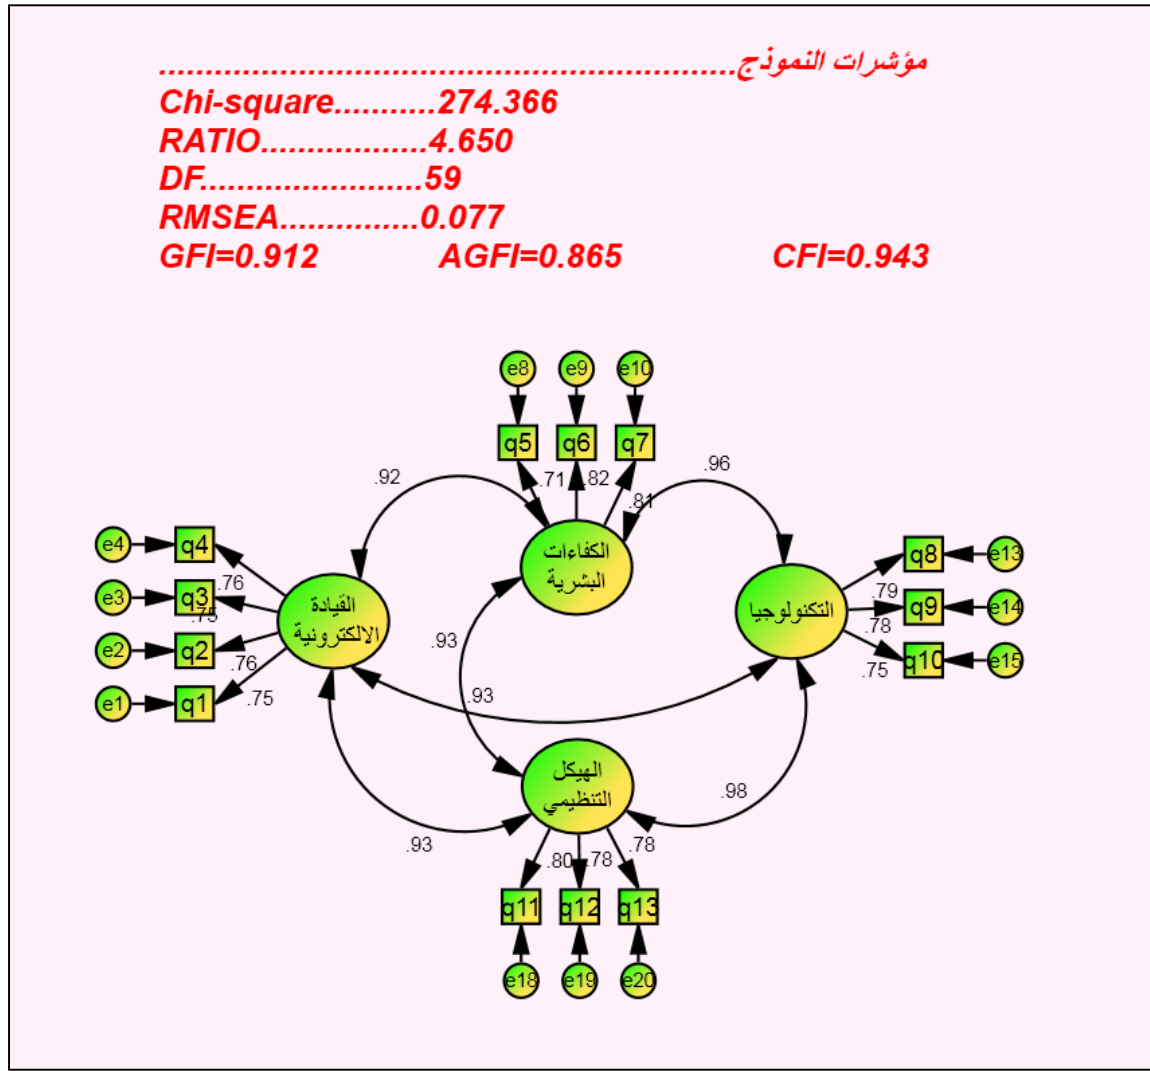 مؤشرات النموذج...............................................................
Chi-square...........274.366
RATIO..................4.650
DF........................59
RMSEA...............0.077
GFI=0.912 AGFI=0.865 CFI=0.943
e8 e9 e10
q5 q6 q7
.92 .71 .82 .81 .96
e4 q4
الكفاءات
البشرية
q8 e13
e3 q3 .76 .75
القيادة
الالكترونية
التكنولوجيا
.79 q9 e14
e2 q2 .76
.93
.78 q10 e15
.75
e1 q1 .75
.93
الهيكل
التنظيمي
.98
.93
.80 .78 .78
q11 q12 q13
e18 e19 e20